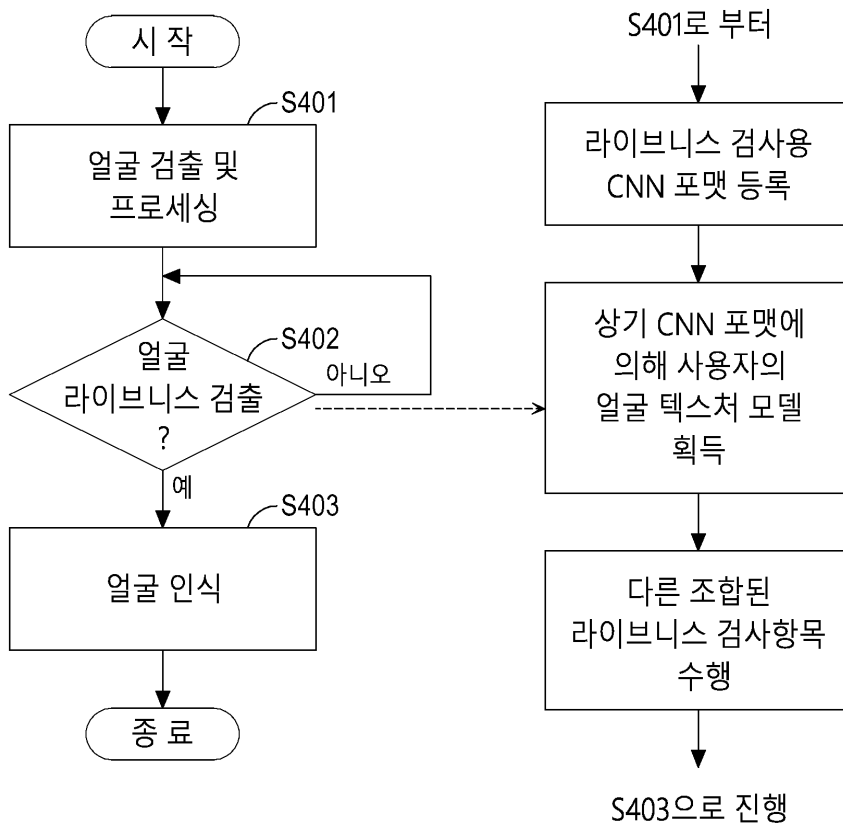 시 작
S401
얼굴 검출 및
프로세싱
S402
얼굴
라이브니스 검출
?
아니오
예
S403
얼굴 인식
종 료
S401로 부터
라이브니스 검사용
CNN 포맷 등록
상기 CNN 포맷에
의해 사용자의
얼굴 텍스처 모델
획득
다른 조합된
라이브니스 검사항목
수행
S403으로 진행